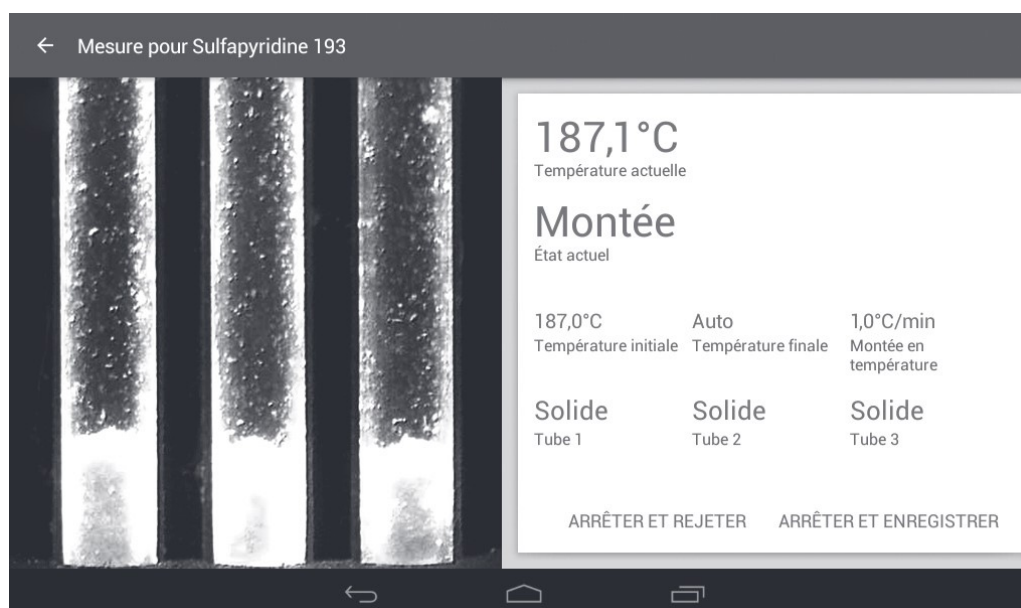 Mesure pour Sulfapyridine 193
187,1°C
Température actuelle
Montée
État actuel
187,0°C
Température initiale
Auto
Température finale
1,0°C/min
Montée en
température
Solide
Tube 1
Solide
Tube 2
Solide
Tube 3
ARRÊTER ET REJETER
ARRÊTER ET ENREGISTRER